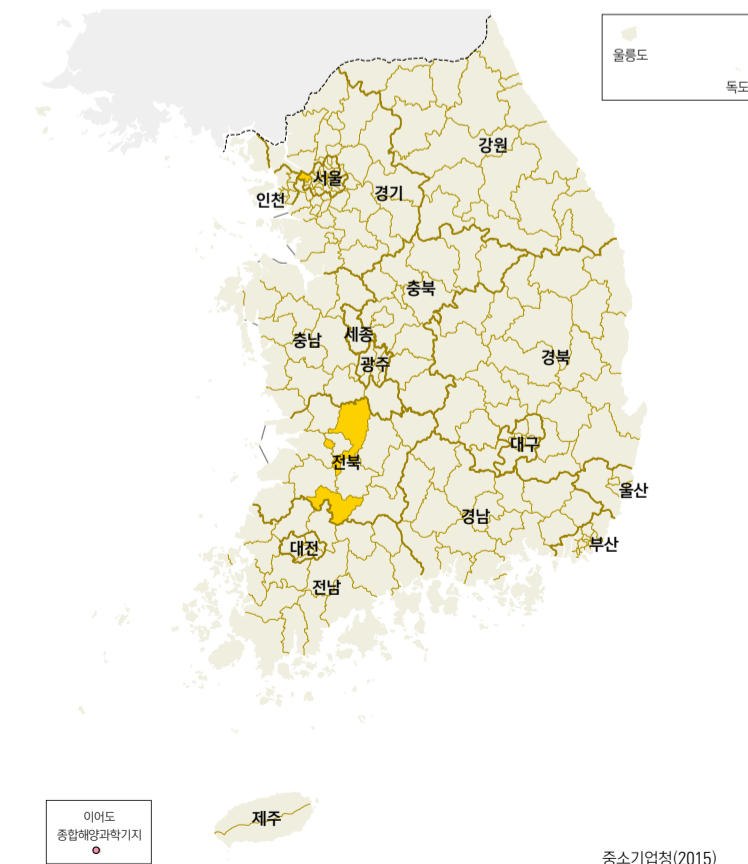 울릉도
독도
강원
서울
경기
인천
충북
세종
충남
광주
경북
대구
전북
울산
경남
부산
대전
전남
제주
이어도
종합해양과학기지
중소기업청(2015)